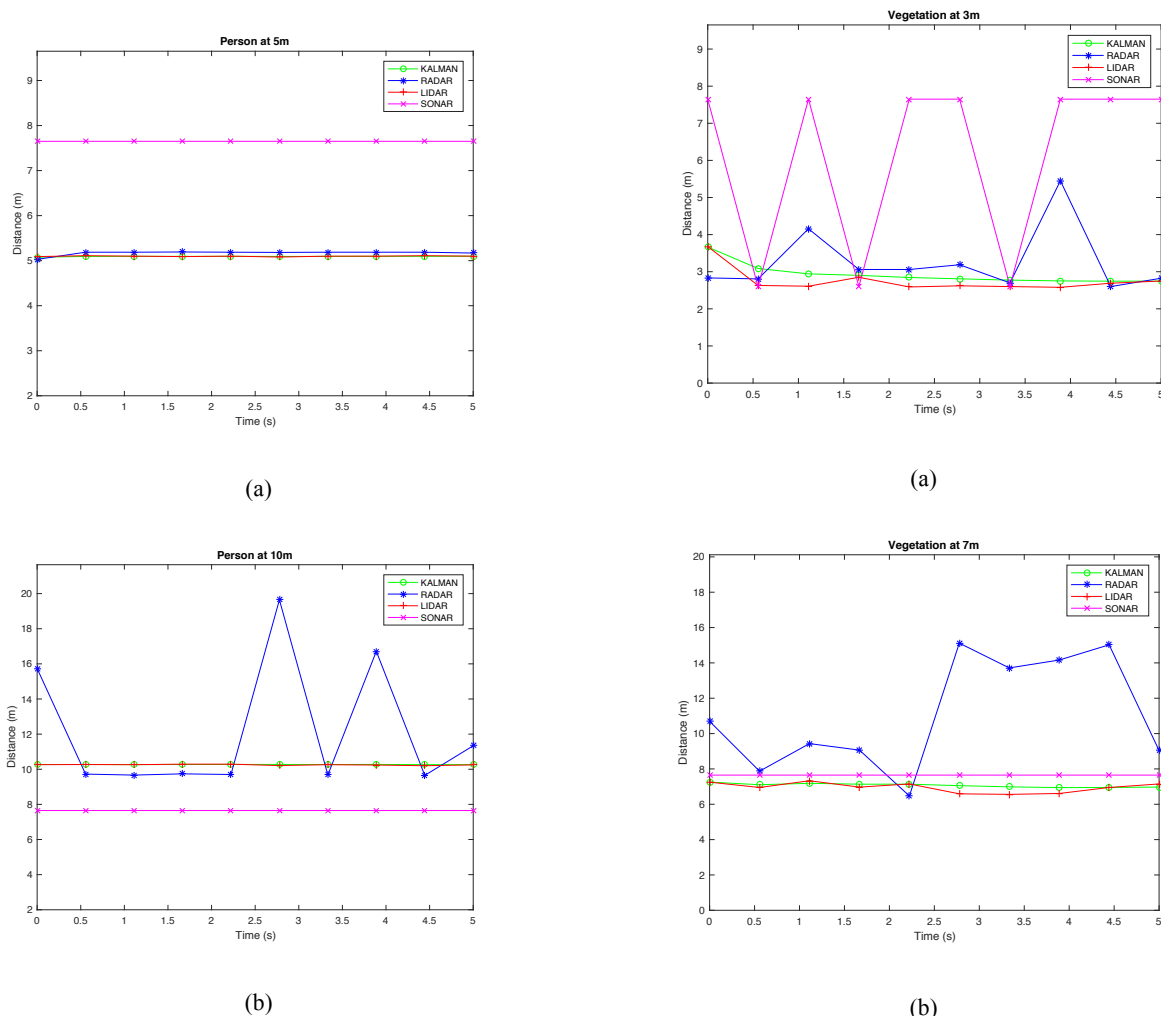 Person at 5m
9
8
7
6
5
4
3
2
Distance (m)
KALMAN
RADAR
LIDAR
SONAR
0 0.5 1 1.5 2 2.5 3 3.5 4 4.5 5
Time (s)
(a)
Person at 10m
20
18
16
14
12
10
8
6
4
2
Distance (m)
KALMAN
RADAR
LIDAR
SONAR
0 0.5 1 1.5 2 2.5 3 3.5 4 4.5 5
Time (s)
(b)
Vegetation at 3m
9
8
7
6
5
4
3
2
1
0
Distance (m)
KALMAN
RADAR
LIDAR
SONAR
0 0.5 1 1.5 2 2.5 3 3.5 4 4.5 5
Time (s)
(a)
Vegetation at 7m
20
18
16
14
12
10
8
6
4
2
0
Distance (m)
KALMAN
RADAR
LIDAR
SONAR
0 0.5 1 1.5 2 2.5 3 3.5 4 4.5 5
Time (s)
(b)